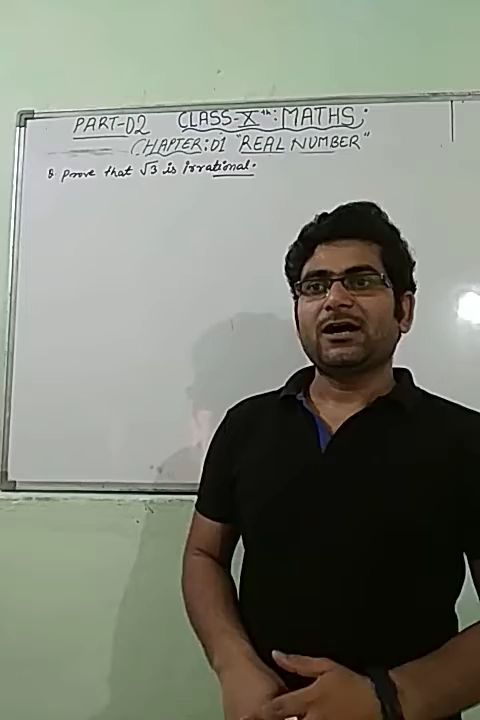 PART-02 CLASS-Xth: MATHS:
CHAPTER:01 "REAL NUMBER"
Q prove that √3 is Irrational.